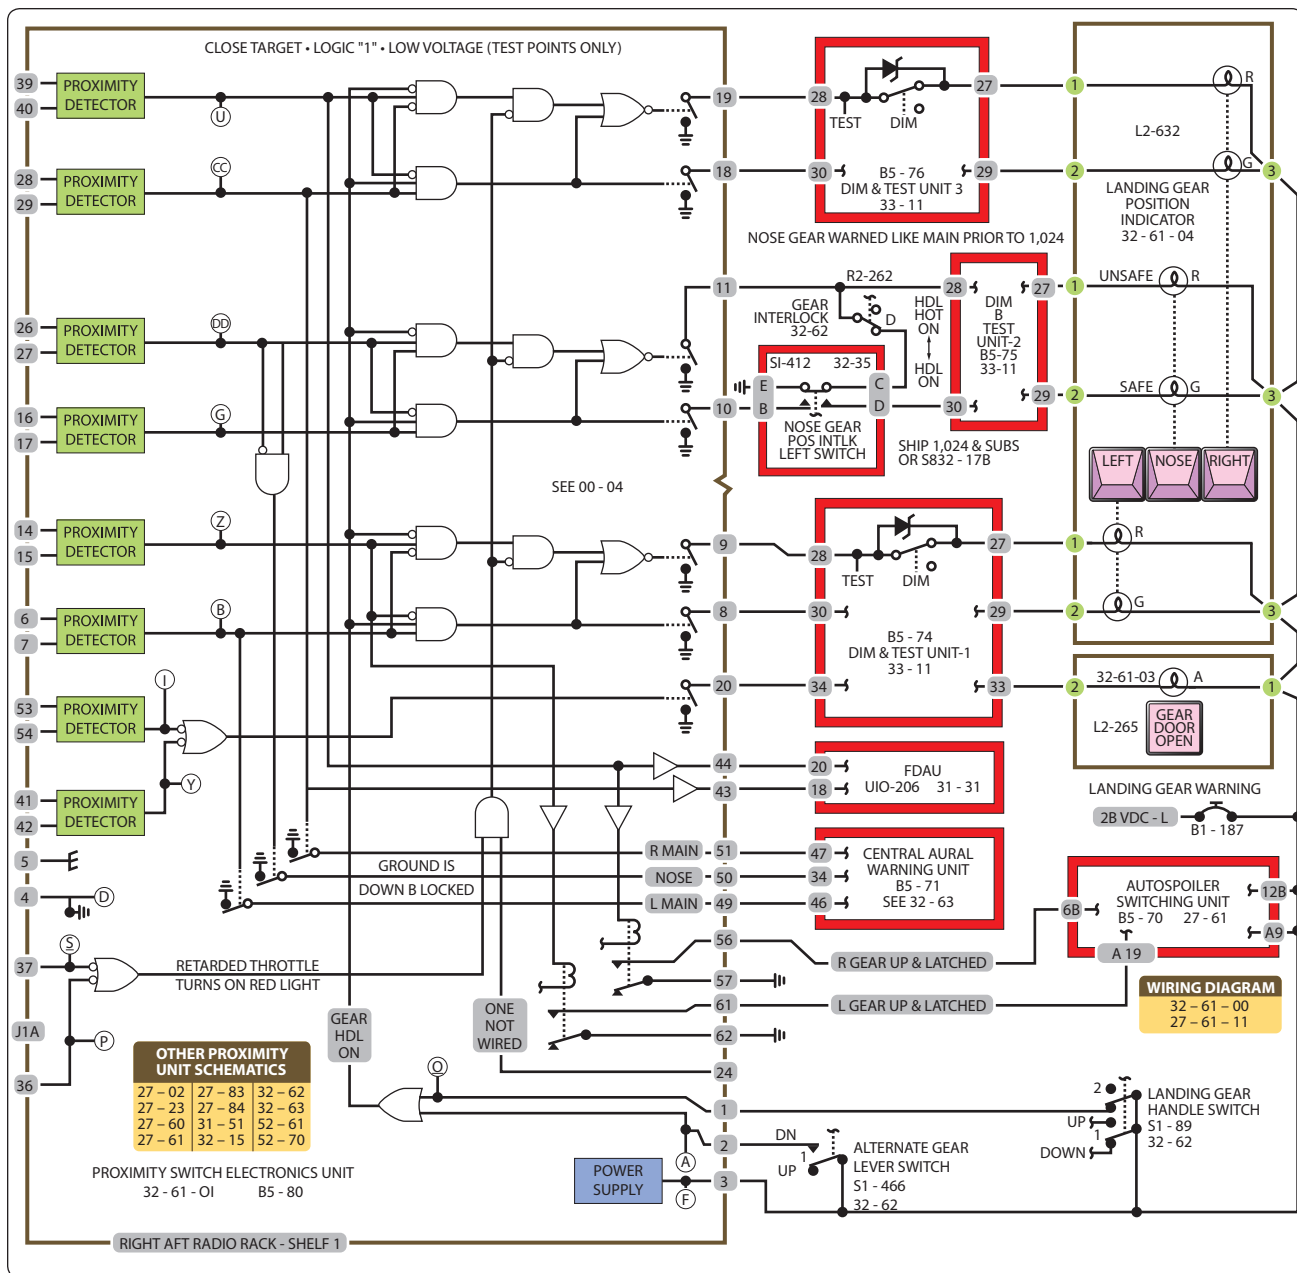 CLOSE TARGET • LOGIC "1" • LOW VOLTAGE (TEST POINTS ONLY)
39
40
PROXIMITY
DETECTOR
U
28
29
PROXIMITY
DETECTOR
CC
26
27
PROXIMITY
DETECTOR
DD
16
17
PROXIMITY
DETECTOR
G
14
15
PROXIMITY
DETECTOR
Z
6
7
PROXIMITY
DETECTOR
B
53
54
PROXIMITY
DETECTOR
I
41
42
PROXIMITY
DETECTOR
Y
5
4
D
37
S
J1A
36
P
SEE 00 - 04
GROUND IS
DOWN B LOCKED
RETARDED THROTTLE
TURNS ON RED LIGHT
GEAR
HDL
ON
ONE
NOT
WIRED
R MAIN
NOSE
L MAIN
19
18
11
10
9
8
20
44
43
51
50
49
56
57
61
62
24
1
2
3
O
A
F
POWER
SUPPLY
OTHER PROXIMITY
UNIT SCHEMATICS
27 – 02 27 – 83 32 – 62
27 – 23 27 – 84 32 – 63
27 – 60 31 – 51 52 – 61
27 – 61 32 – 15 52 – 70
PROXIMITY SWITCH ELECTRONICS UNIT
32 - 61 - OI B5 - 80
RIGHT AFT RADIO RACK - SHELF 1
28
27
TEST
DIM
30
29
B5 - 76
DIM & TEST UNIT 3
33 - 11
NOSE GEAR WARNED LIKE MAIN PRIOR TO 1,024
R2-262
GEAR
INTERLOCK
32-62
D
HDL
HOT
ON
HDL
ON
28
27
DIM
B
TEST
UNIT-2
B5-75
33-11
30
29
SI-412 32-35
E
C
B
D
NOSE GEAR
POS INTLK
LEFT SWITCH
SHIP 1,024 & SUBS
OR S832 - 17B
28
27
TEST
DIM
30
29
B5 - 74
DIM & TEST UNIT-1
33 - 11
34
33
20
18
FDAU
UIO-206 31 - 31
47
34
46
CENTRAL AURAL
WARNING UNIT
B5 - 71
SEE 32 - 63
1
R
L2-632
2
G
3
LANDING GEAR
POSITION
INDICATOR
32 - 61 - 04
1
UNSAFE
R
2
SAFE
G
3
LEFT
NOSE
RIGHT
1
R
2
G
3
2
32-61-03
A
1
L2-265
GEAR
DOOR
OPEN
LANDING GEAR WARNING
2B VDC - L
B1 - 187
AUTOSPOILER
SWITCHING UNIT
B5 - 70 27 - 61
6B
12B
A9
A 19
R GEAR UP & LATCHED
L GEAR UP & LATCHED
WIRING DIAGRAM
32 – 61 – 00
27 – 61 – 11
2
UP
1
DOWN
LANDING GEAR
HANDLE SWITCH
S1 - 89
32 - 62
DN
1
UP
ALTERNATE GEAR
LEVER SWITCH
S1 - 466
32 - 62